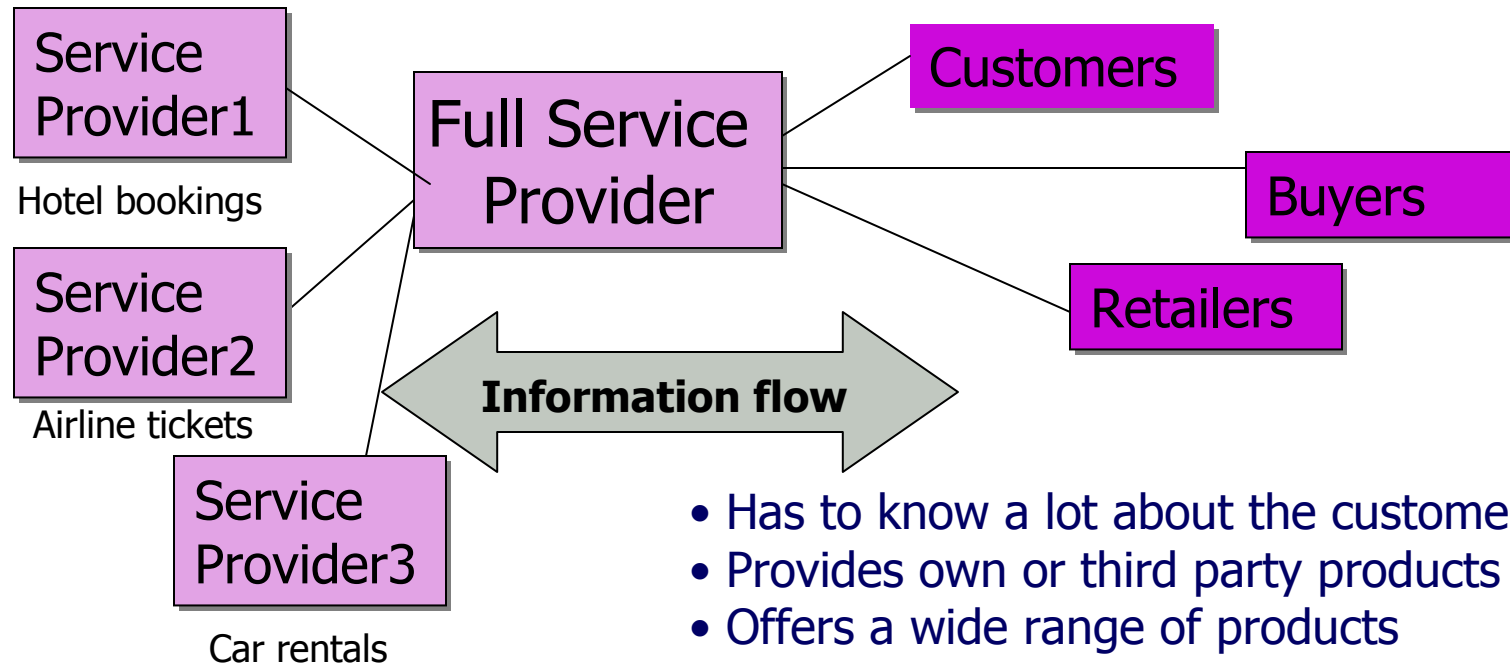 Service
Provider1
Hotel bookings
Service
Provider2
Airline tickets
Service
Provider3
Car rentals
Full Service
Provider
Customers
Buyers
Retailers
Information flow
• Has to know a lot about the custome
• Provides own or third party products
• Offers a wide range of products